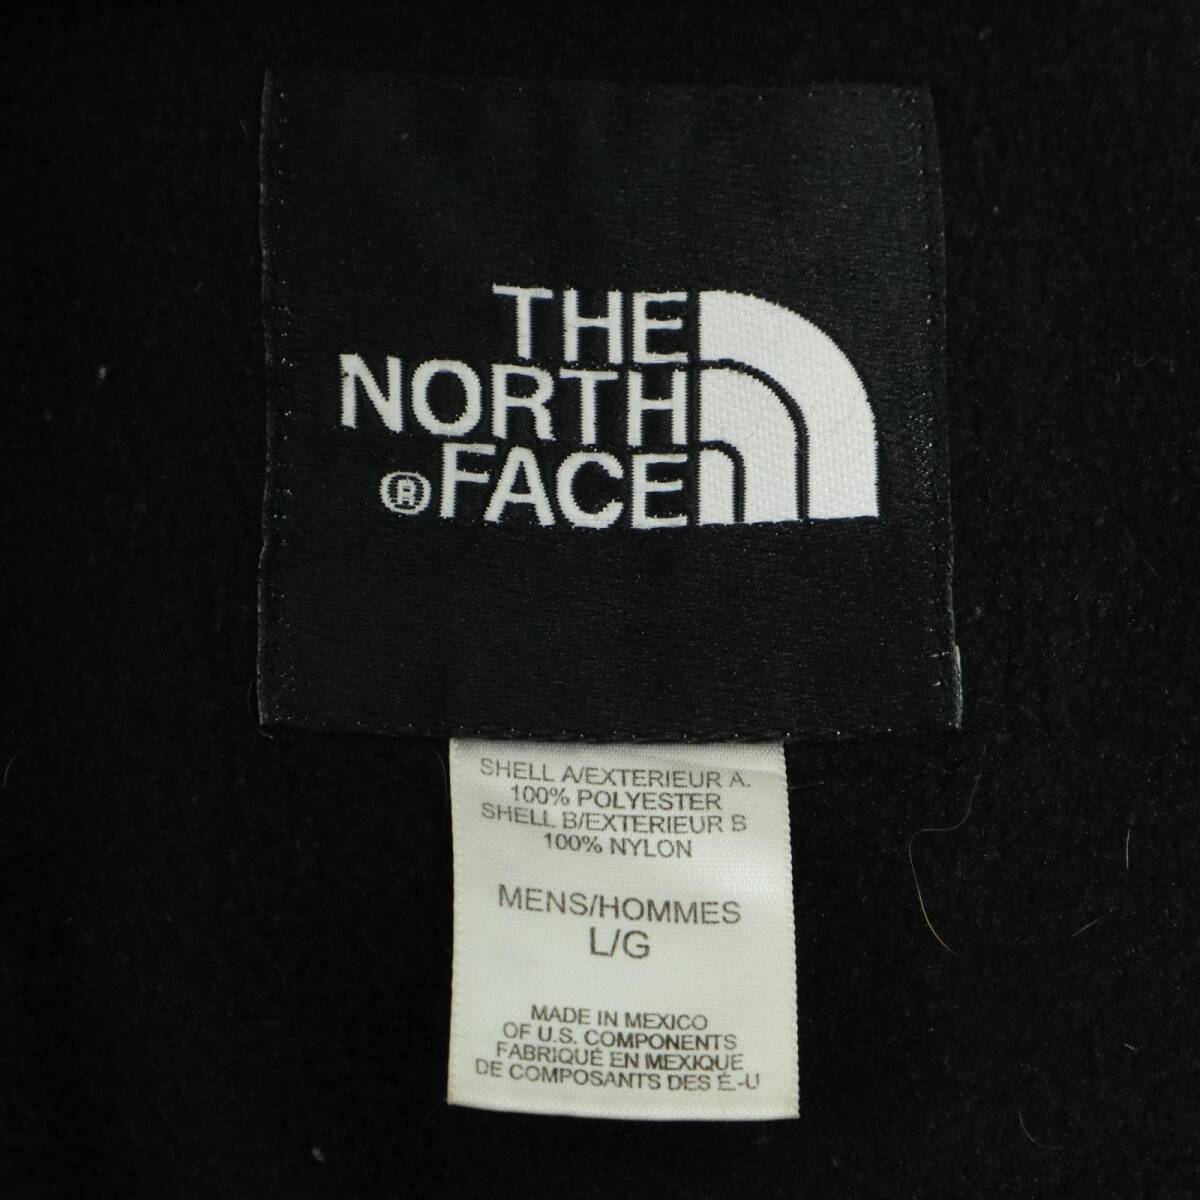 THE
NORTH
®FACE
SHELL A/EXTERIEUR A.
100% POLYESTER
SHELL B/EXTERIEUR B
100% NYLON
MENS/HOMMES
L/G
MADE IN MEXICO
OF U.S. COMPONENTS
FABRIQUÉ EN MEXIQUE
DE COMPOSANTS DES É.-U